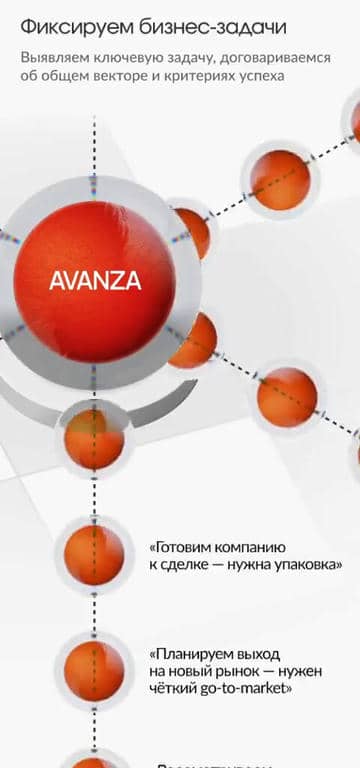 Фиксируем бизнес-задачи
Выявляем ключевую задачу, договариваемся
об общем векторе и критериях успеха
AVANZA
«Готовим компанию
к сделке — нужна упаковка»
«Планируем выход
на новый рынок — нужен
чёткий go-to-market»